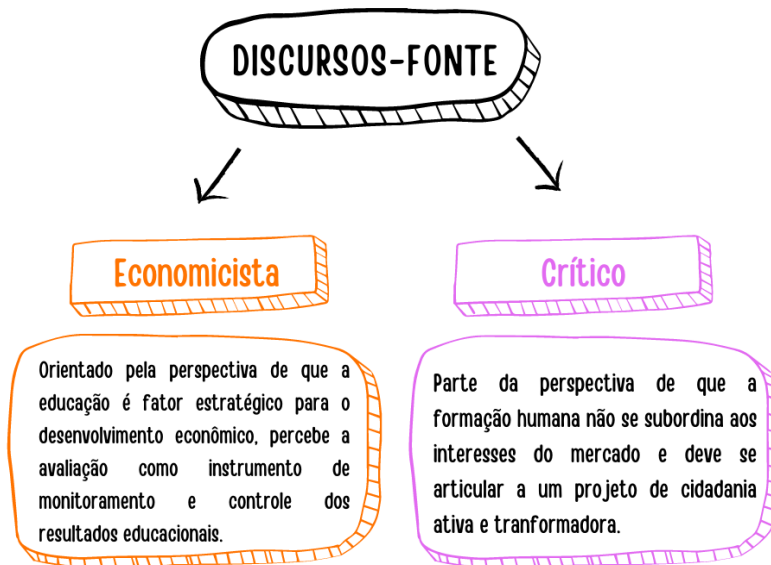 DISCURSOS-FONTE
Economicista
Orientado pela perspectiva de que a
educação é fator estratégico para o
desenvolvimento econômico, percebe a
avaliação como instrumento de
monitoramento e controle dos
resultados educacionais.
Crítico
Parte da perspectiva de que a
formação humana não se subordina aos
interesses do mercado e deve se
articular a um projeto de cidadania
ativa e tranformadora.